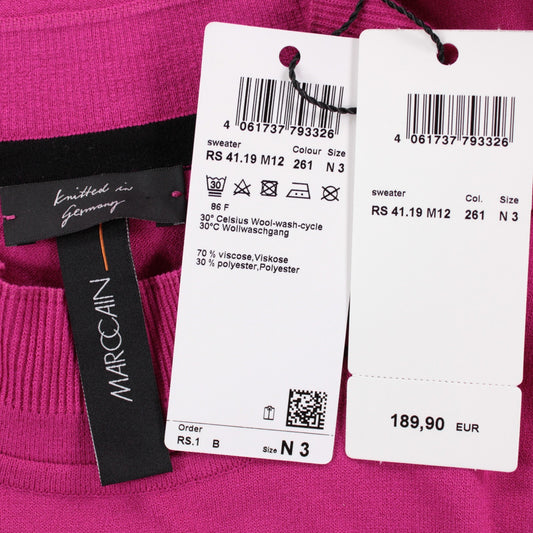 Knitted in
Germany
MARCCAIN
4 061737 793326
sweater Colour Size
RS 41.19 M12 261 N 3
30
86 F
30° Celsius Wool-wash-cycle
30°C Wollwaschgang
70 % viscose,Viskose
30 % polyester,Polyester
Order
RS.1 B Size N 3
4 061737 793326
sweater Col. Size
RS 41.19 M12 261 N 3
189,90 EUR